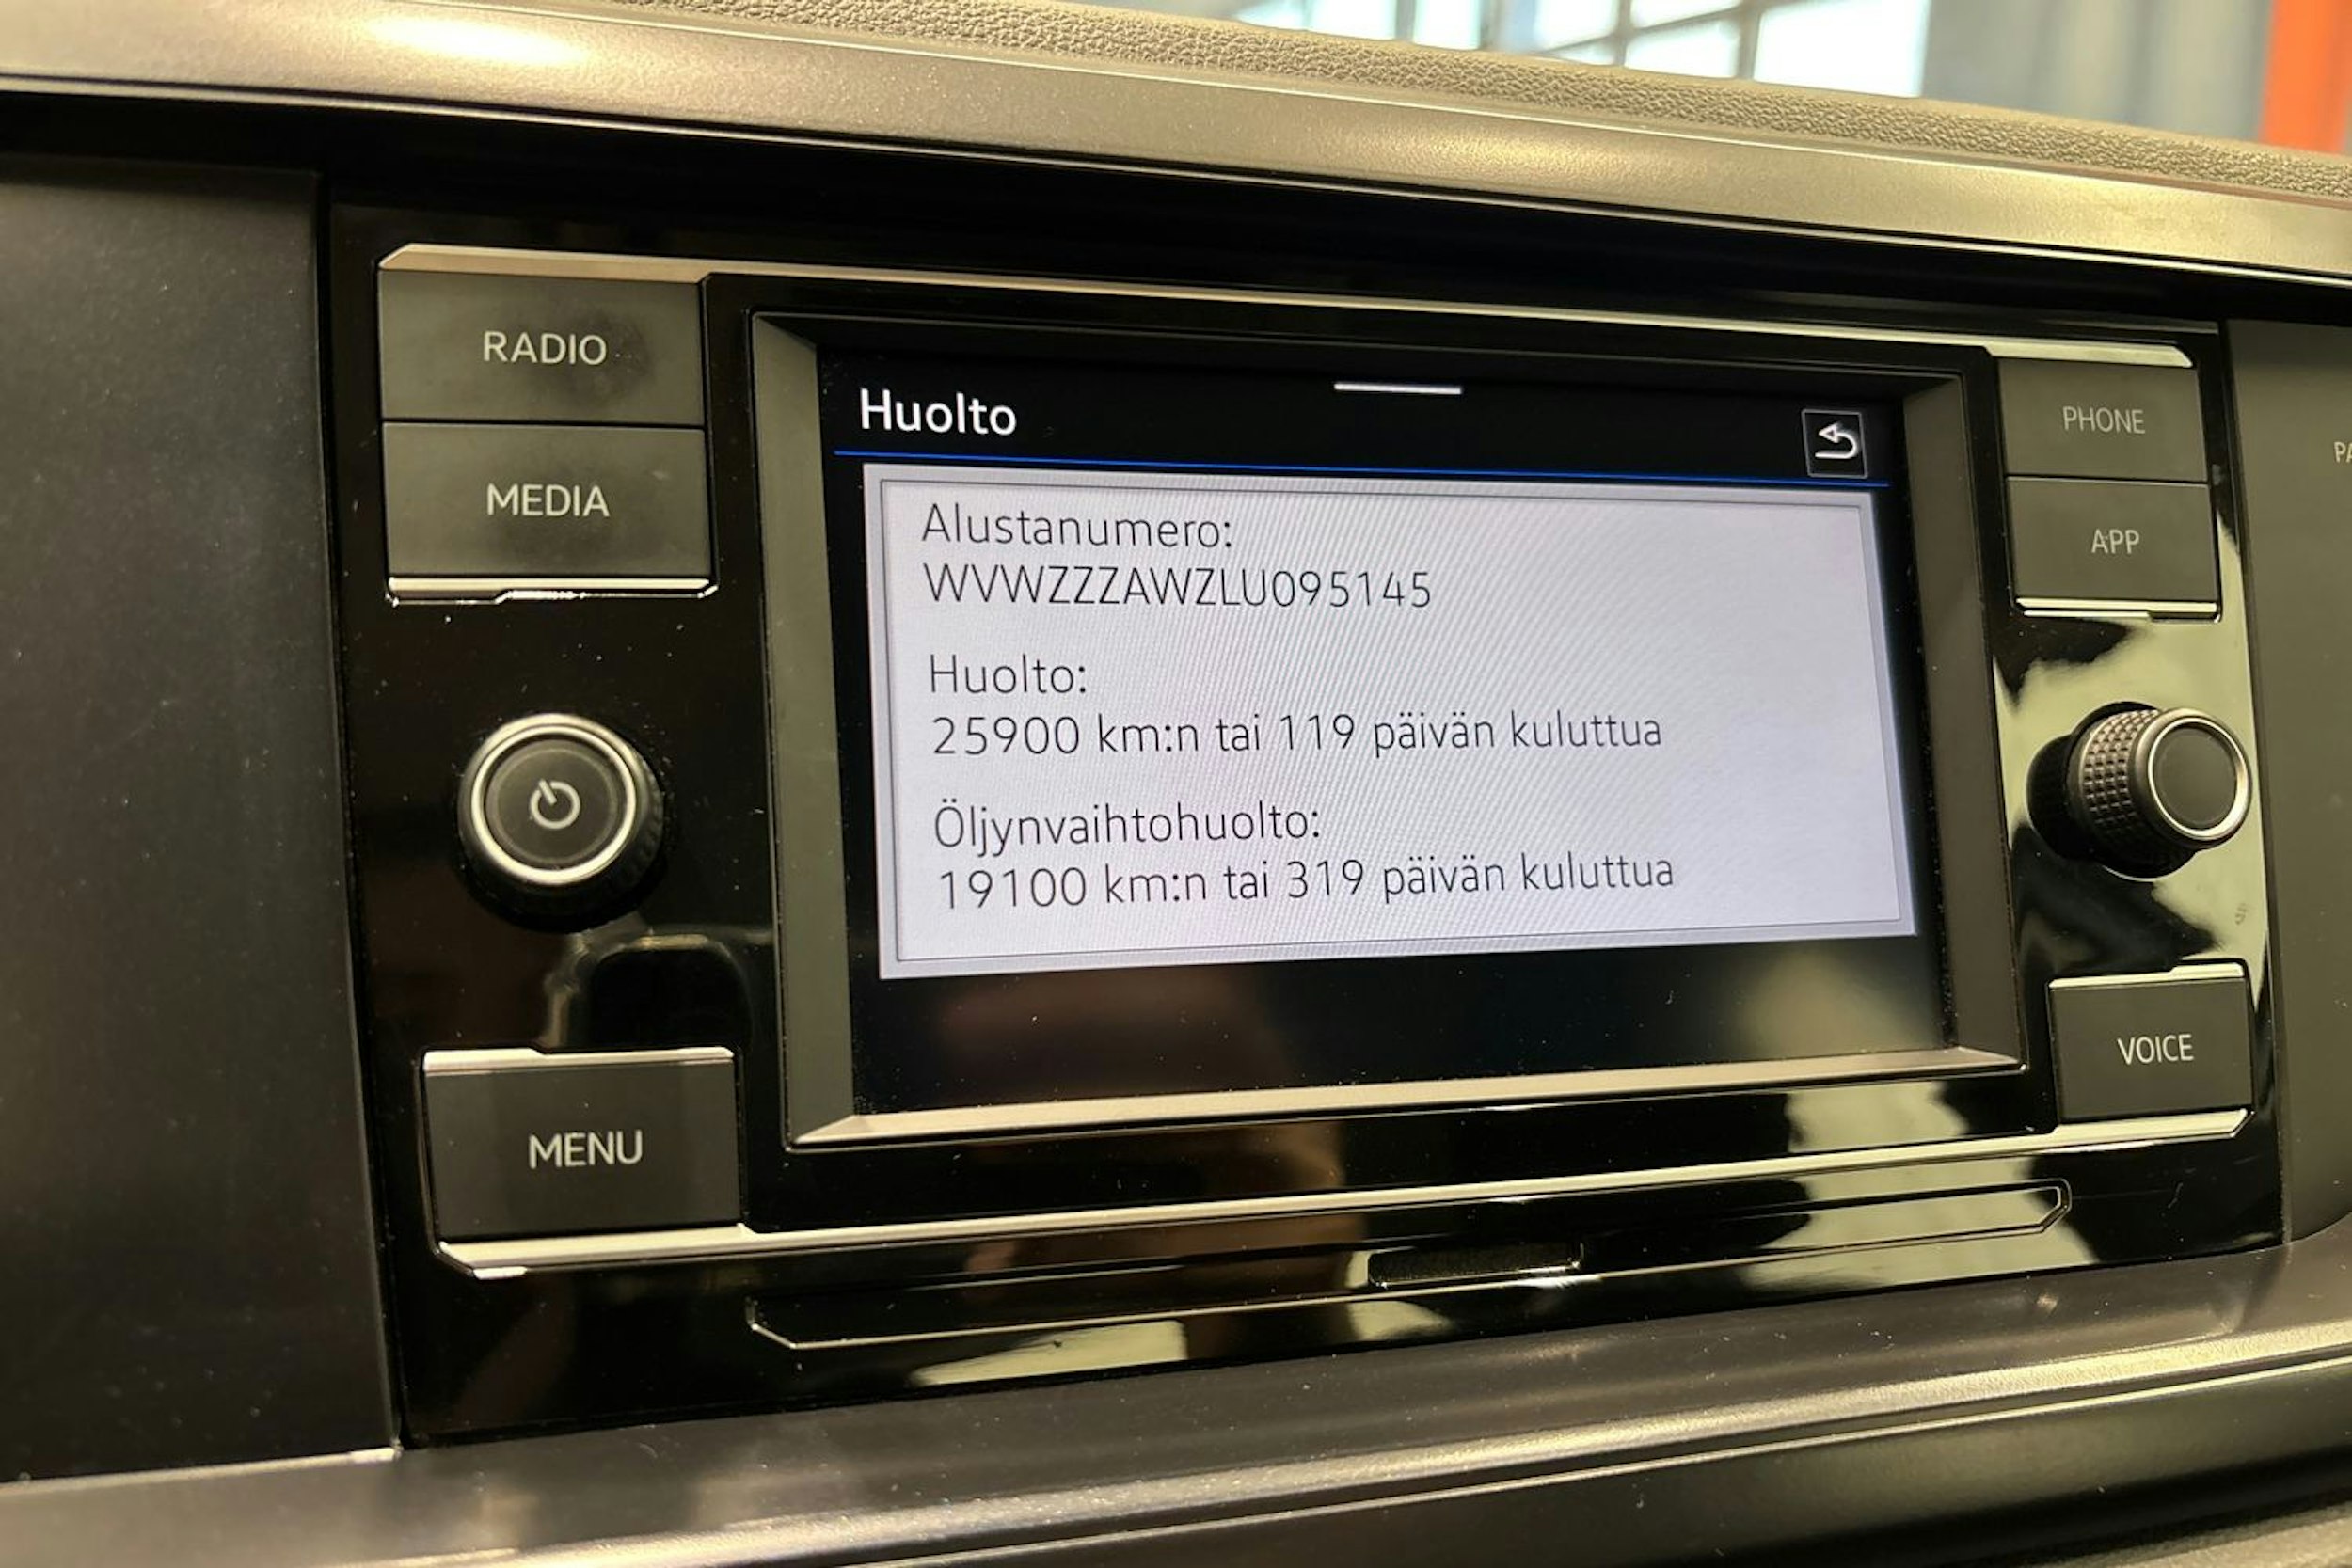 RADIO
MEDIA
MENU
Huolto
Alustanumero:
WVWZZZAWZLU095145
Huolto:
25900 km:n tai 119 päivän kuluttua
Öljynvaihtohuolto:
19100 km:n tai 319 päivän kuluttua
PHONE
APP
VOICE